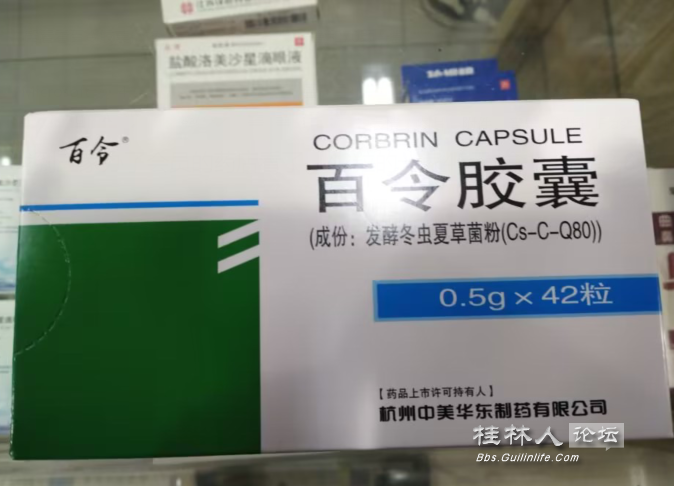 盐酸洛美沙星滴眼液
百令®
CORBRIN CAPSULE
百令胶囊
(成份：发酵冬虫夏草菌粉(Cs-C-Q80))
0.5g×42粒
【药品上市许可持有人】
杭州中美华东制药有限公司
桂林人论坛
Bbs.Guilinlife.Com